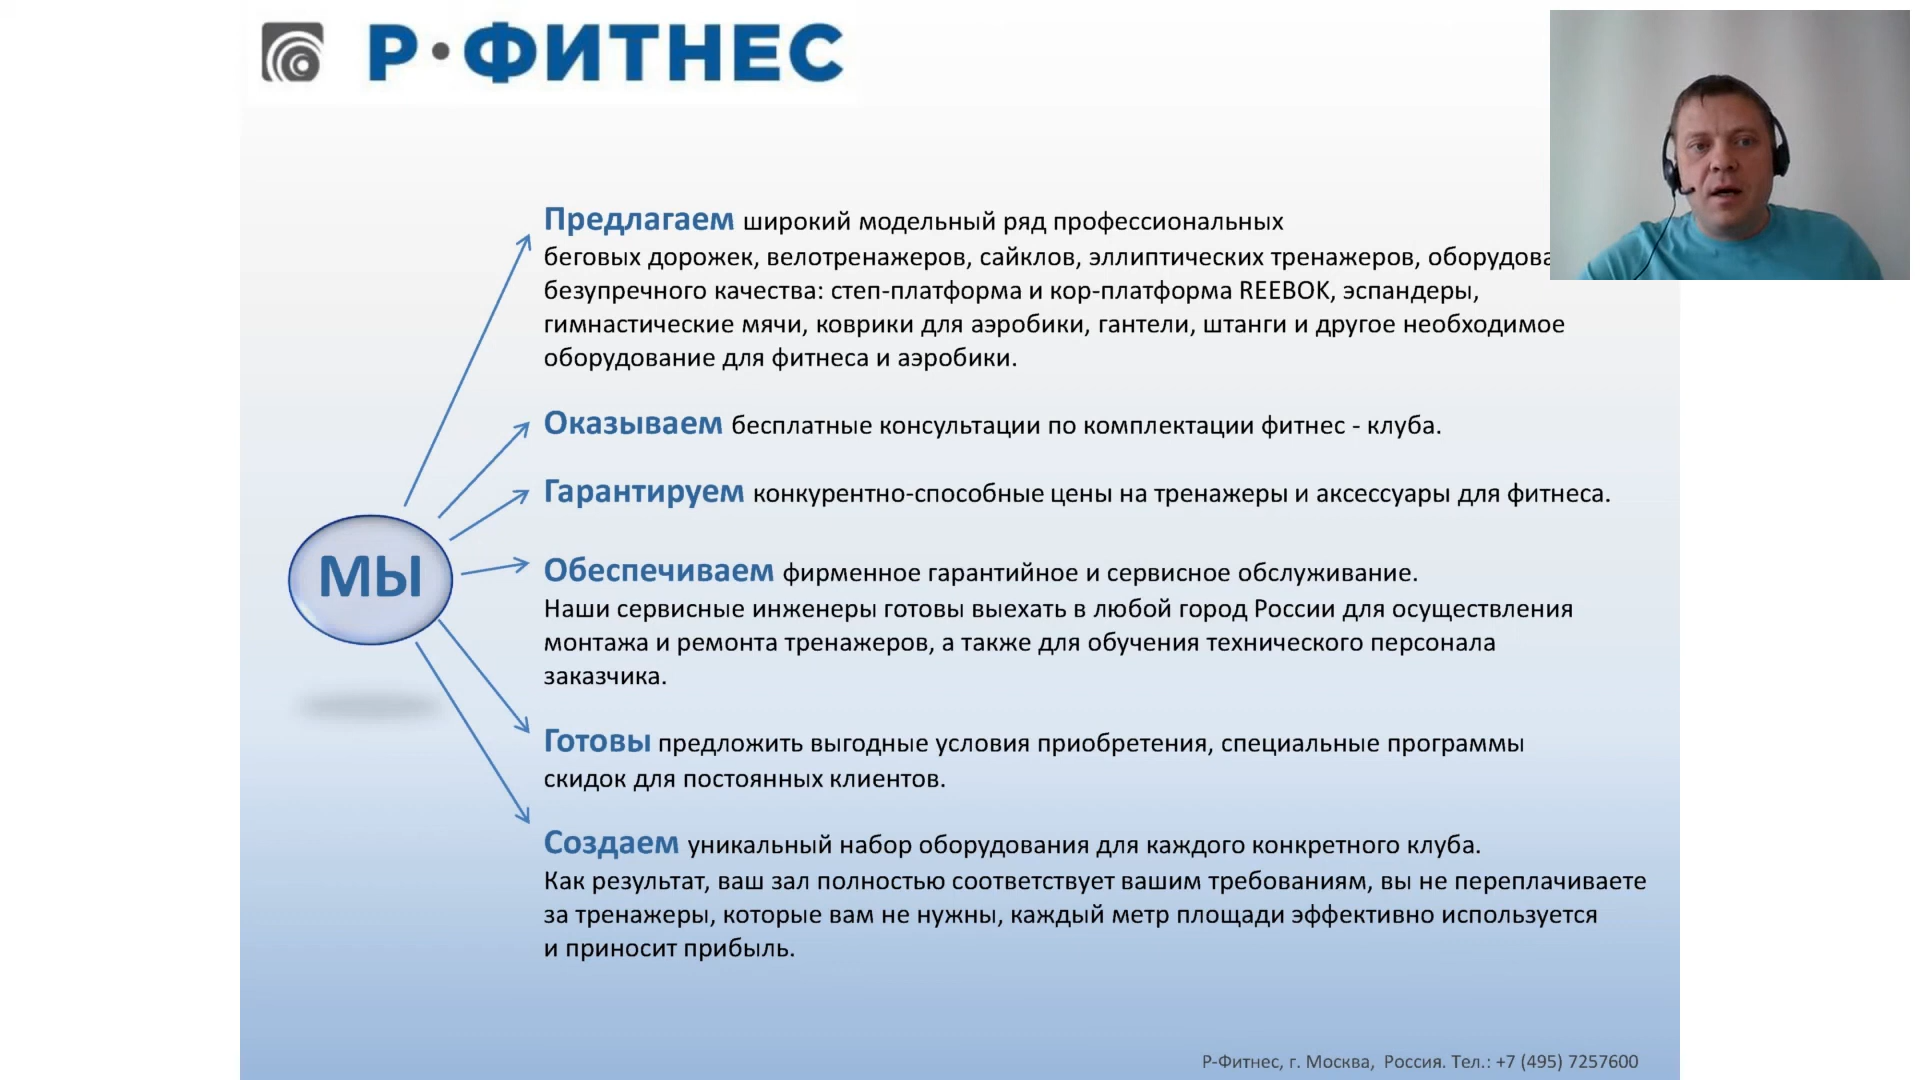 Р·ФИТНЕС
Предлагаем широкий модельный ряд профессиональных
беговых дорожек, велотренажеров, сайклов, эллиптических тренажеров,
безупречного качества: степ-платформа и кор-платформа REEBOK, эспандеры,
гимнастические мячи, коврики для аэробики, гантели, штанги и другое необходимое
оборудование для фитнеса и аэробики.
Оказываем бесплатные консультации по комплектации фитнес - клуба.
Гарантируем конкурентно-способные цены на тренажеры и аксессуары для фитнеса.
МЫ
Обеспечиваем фирменное гарантийное и сервисное обслуживание.
Наши сервисные инженеры готовы выехать в любой город России для осуществления
монтажа и ремонта тренажеров, а также для обучения технического персонала
заказчика.
Готовы предложить выгодные условия приобретения, специальные программы
скидок для постоянных клиентов.
Создаем уникальный набор оборудования для каждого конкретного клуба.
Как результат, ваш зал полностью соответствует вашим требованиям, вы не переплачиваете
за тренажеры, которые вам не нужны, каждый метр площади эффективно используется
и приносит прибыль.
Р-Фитнес, г. Москва, Россия. Тел.: +7 (495) 7257600